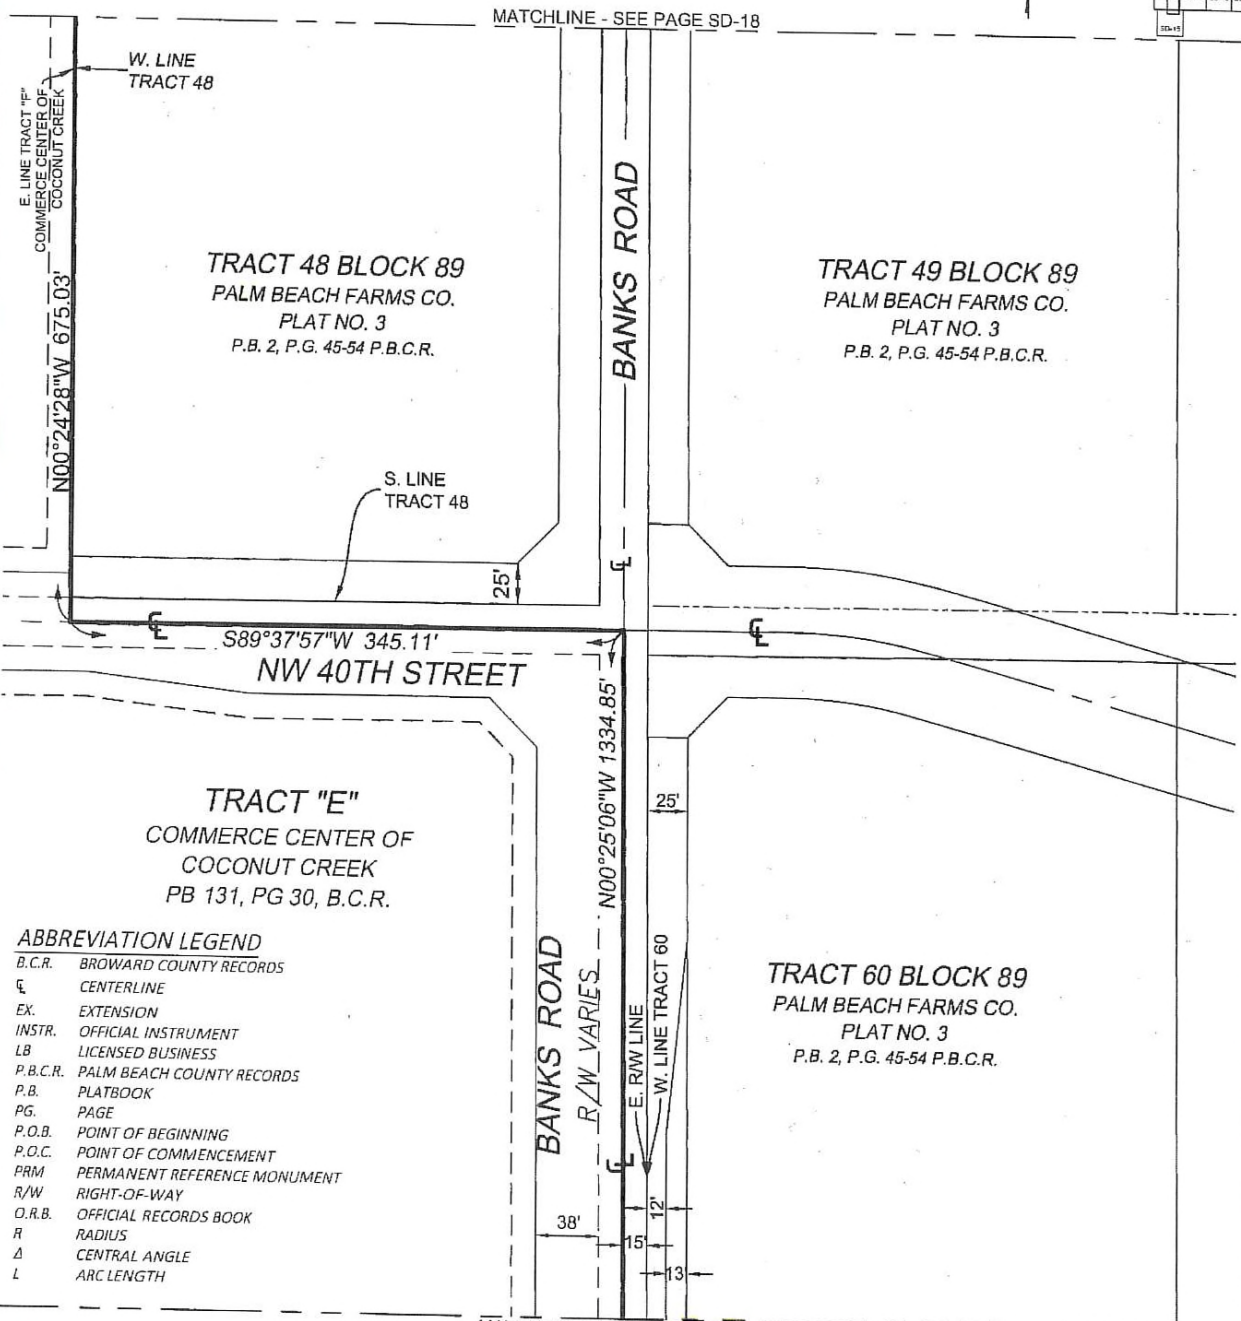 MATCHLINE - SEE PAGE SD-18
SD-15
W. LINE
TRACT 48
E. LINE TRACT "F"
COMMERCE CENTER OF
COCONUT CREEK
N00°24'28"W 675.03'
TRACT 48 BLOCK 89
PALM BEACH FARMS CO.
PLAT NO. 3
P.B. 2, P.G. 45-54 P.B.C.R.
BANKS ROAD
TRACT 49 BLOCK 89
PALM BEACH FARMS CO.
PLAT NO. 3
P.B. 2, P.G. 45-54 P.B.C.R.
S. LINE
TRACT 48
25'
℄
℄
℄
S89°37'57"W 345.11'
NW 40TH STREET
N00°25'06"W 1334.85'
25'
TRACT "E"
COMMERCE CENTER OF
COCONUT CREEK
PB 131, PG 30, B.C.R.
BANKS ROAD
R/W VARIES
E. R/W LINE
W. LINE TRACT 60
TRACT 60 BLOCK 89
PALM BEACH FARMS CO.
PLAT NO. 3
P.B. 2, P.G. 45-54 P.B.C.R.
℄
38'
12'
15'
13'
ABBREVIATION LEGEND
B.C.R. BROWARD COUNTY RECORDS
℄ CENTERLINE
EX. EXTENSION
INSTR. OFFICIAL INSTRUMENT
LB LICENSED BUSINESS
P.B.C.R. PALM BEACH COUNTY RECORDS
P.B. PLATBOOK
PG. PAGE
P.O.B. POINT OF BEGINNING
P.O.C. POINT OF COMMENCEMENT
PRM PERMANENT REFERENCE MONUMENT
R/W RIGHT-OF-WAY
O.R.B. OFFICIAL RECORDS BOOK
R RADIUS
Δ CENTRAL ANGLE
L ARC LENGTH